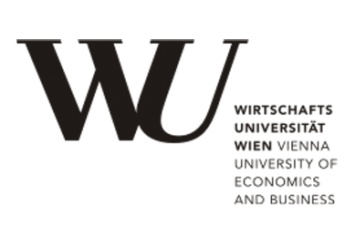 WU
WIRTSCHAFTS
UNIVERSITÄT
WIEN VIENNA
UNIVERSITY OF
ECONOMICS
AND BUSINESS